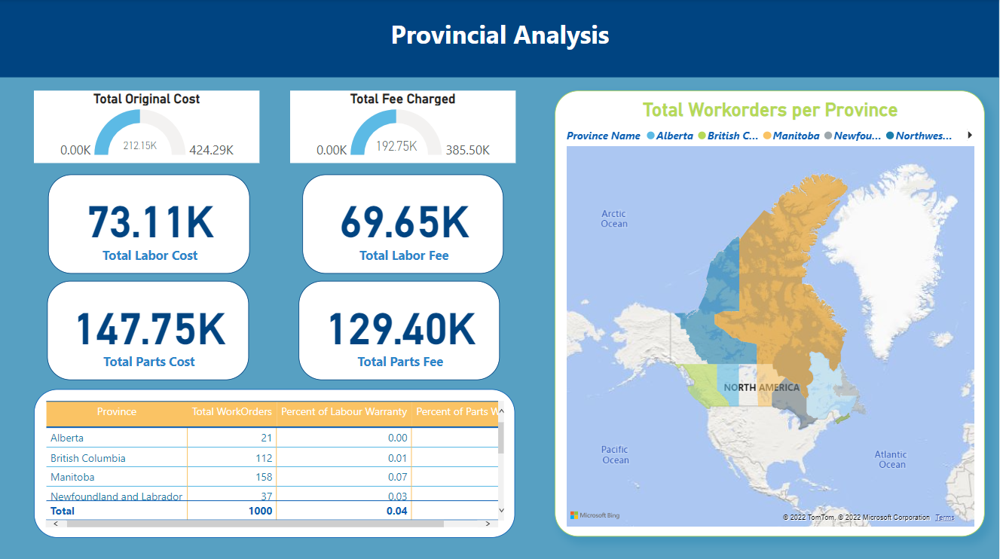 Provincial Analysis
Total Original Cost
212.15K
0.00K 424.29K
Total Fee Charged
192.75K
0.00K 385.50K
73.11K
Total Labor Cost
69.65K
Total Labor Fee
147.75K
Total Parts Cost
129.40K
Total Parts Fee
Province Total WorkOrders Percent of Labour Warranty Percent of Parts W
Alberta 21 0.00
British Columbia 112 0.01
Manitoba 158 0.07
Newfoundland and Labrador 37 0.03
Total 1000 0.04
Total Workorders per Province
Province Name Alberta British C... Manitoba Newfou... Northwes...
Arctic
Ocean
NORTH AMERICA
Pacific
Ocean
Atlantic
Ocean
Microsoft Bing
© 2022 TomTom, © 2022 Microsoft Corporation Terms